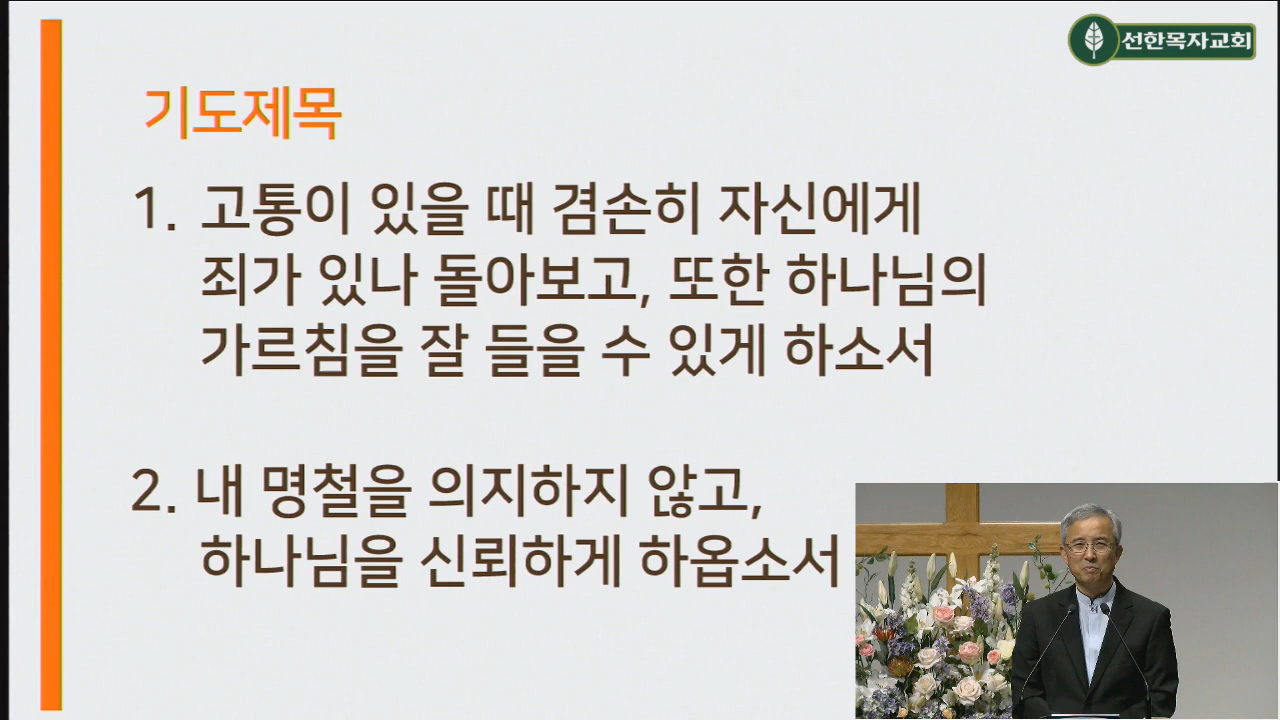 선한목자교회
기도제목
1. 고통이 있을 때 겸손히 자신에게
죄가 있나 돌아보고, 또한 하나님의
가르침을 잘 들을 수 있게 하소서
2. 내 명철을 의지하지 않고,
하나님을 신뢰하게 하옵소서